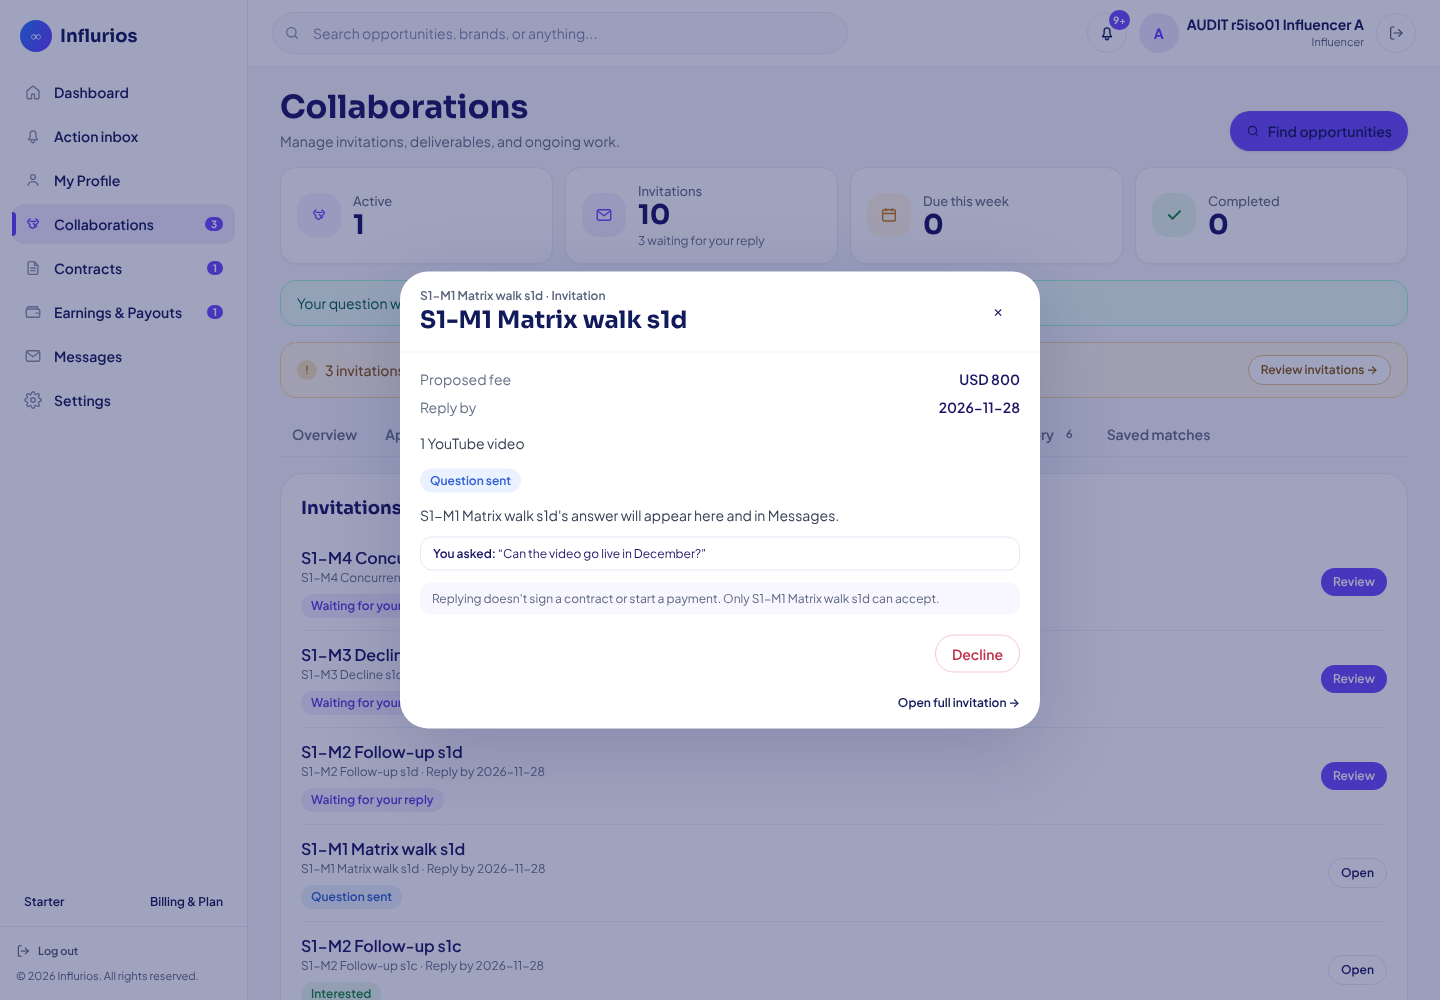 Influrios
Search opportunities, brands, or anything...
9+
A
AUDIT r5iso01 Influencer A
Influencer
Dashboard
Action inbox
My Profile
Collaborations 3
Contracts 1
Earnings & Payouts 1
Messages
Settings
Starter
Billing & Plan
Log out
© 2026 Influrios. All rights reserved.
Collaborations
Manage invitations, deliverables, and ongoing work.
Find opportunities
Active
1
Invitations
10
3 waiting for your reply
Due this week
0
Completed
0
Your question
! 3 invitations
Review invitations →
Overview
6
Saved matches
Invitations
S1-M4
S1-M4
Waiting for your
Review
S1-M3
S1-M3 Decline
Waiting for your
Review
S1-M2 Follow-up s1d
S1-M2 Follow-up s1d · Reply by 2026-11-28
Waiting for your reply
Review
S1-M1 Matrix walk s1d
S1-M1 Matrix walk s1d · Reply by 2026-11-28
Question sent
Open
S1-M2 Follow-up s1c
S1-M2 Follow-up s1c · Reply by 2026-11-28
Interested
Open
S1-M1 Matrix walk s1d · Invitation
S1-M1 Matrix walk s1d
×
Proposed fee
USD 800
Reply by
2026-11-28
1 YouTube video
Question sent
S1-M1 Matrix walk s1d's answer will appear here and in Messages.
You asked: “Can the video go live in December?”
Replying doesn't sign a contract or start a payment. Only S1-M1 Matrix walk s1d can accept.
Decline
Open full invitation →